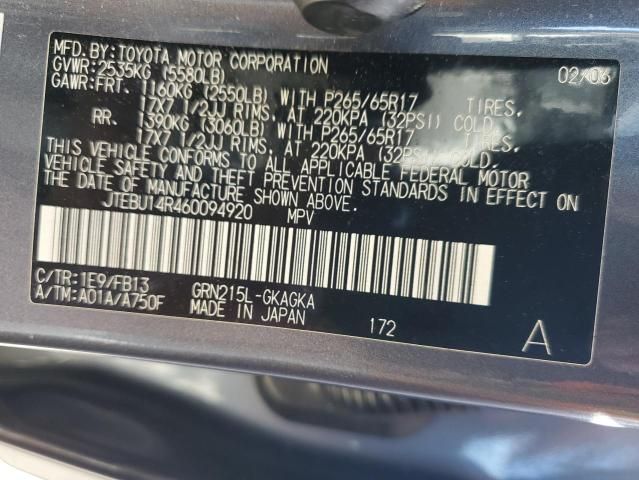 MFD.BY:TOYOTA MOTOR CORPORATION 02/06
GVWR:2535KG (5580LB)
GAWR:FRT. 1160KG (2550LB) WITH P265/65R17 TIRES,
17X7 1/2JJ RIMS, AT 220KPA (32PSI) COLD.
RR. 1390KG (3060LB) WITH P265/65R17 TIRES,
17X7 1/2JJ RIMS, AT 220KPA (32PSI) COLD.
THIS VEHICLE CONFORMS TO ALL APPLICABLE FEDERAL MOTOR
VEHICLE SAFETY AND THEFT PREVENTION STANDARDS IN EFFECT ON
THE DATE OF MANUFACTURE SHOWN ABOVE.
JTEBU14R460094920 MPV
C/TR:1E9/FB13 GRN215L-GKAGKA
A/TM:A01A/A750F MADE IN JAPAN 172 A